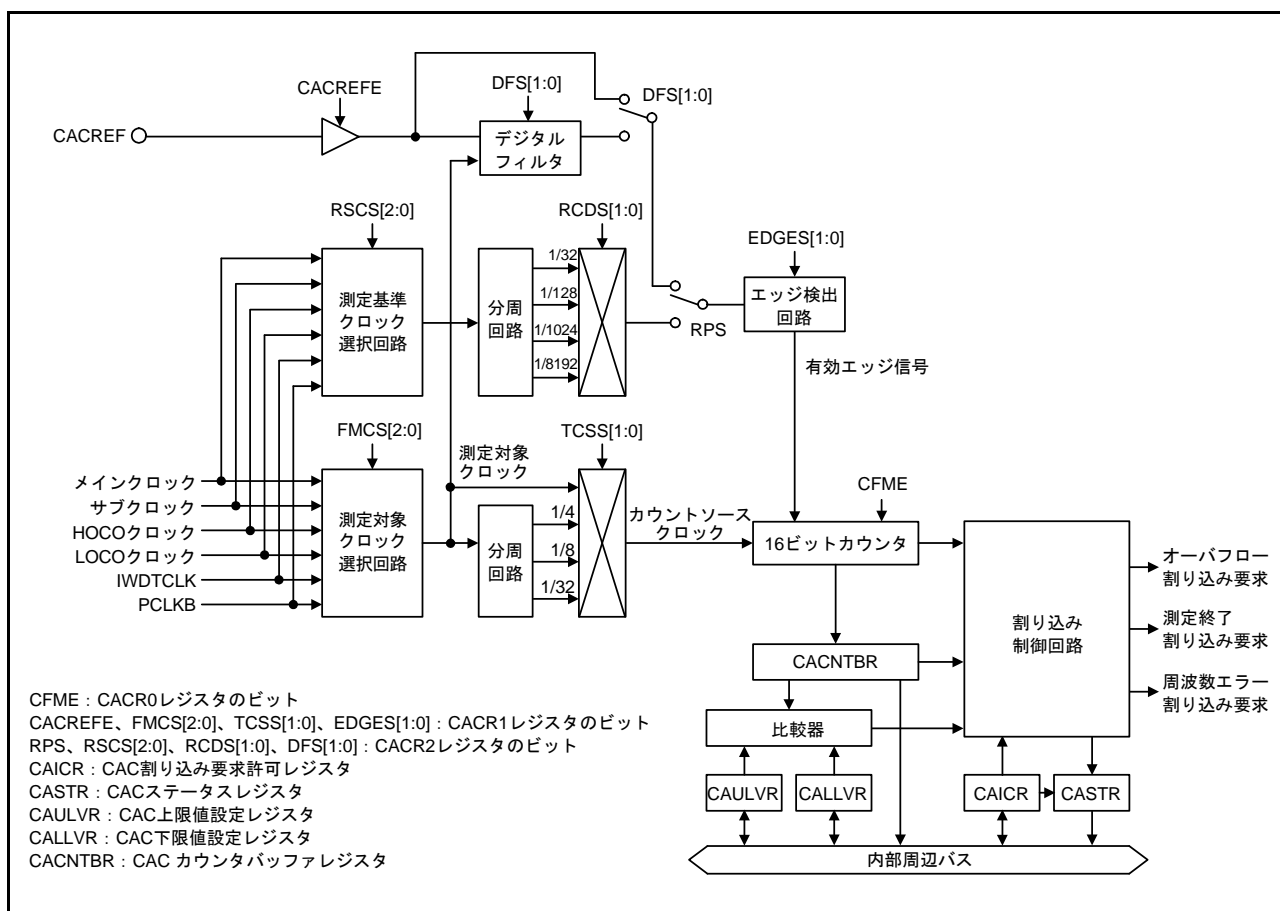 CACREFE
DFS[1:0]
DFS[1:0]
CACREF
デジタル
フィルタ
RSCS[2:0]
RCDS[1:0]
EDGES[1:0]
測定基準
クロック
選択回路
分周
回路
1/32
1/128
1/1024
1/8192
RPS
エッジ検出
回路
有効エッジ信号
FMCS[2:0]
TCSS[1:0]
測定対象
クロック
CFME
メインクロック
サブクロック
HOCOクロック
LOCOクロック
IWDTCLK
PCLKB
測定対象
クロック
選択回路
分周
回路
1/4
1/8
1/32
カウントソース
クロック
16ビットカウンタ
割り込み
制御回路
オーバフロー
割り込み要求
測定終了
割り込み要求
周波数エラー
割り込み要求
CACNTBR
比較器
CAULVR
CALLVR
CAICR
CASTR
内部周辺バス
CFME：CACR0レジスタのビット
CACREFE、FMCS[2:0]、TCSS[1:0]、EDGES[1:0]：CACR1レジスタのビット
RPS、RSCS[2:0]、RCDS[1:0]、DFS[1:0]：CACR2レジスタのビット
CAICR：CAC割り込み要求許可レジスタ
CASTR：CACステータスレジスタ
CAULVR：CAC上限値設定レジスタ
CALLVR：CAC下限値設定レジスタ
CACNTBR：CAC カウンタバッファレジスタ